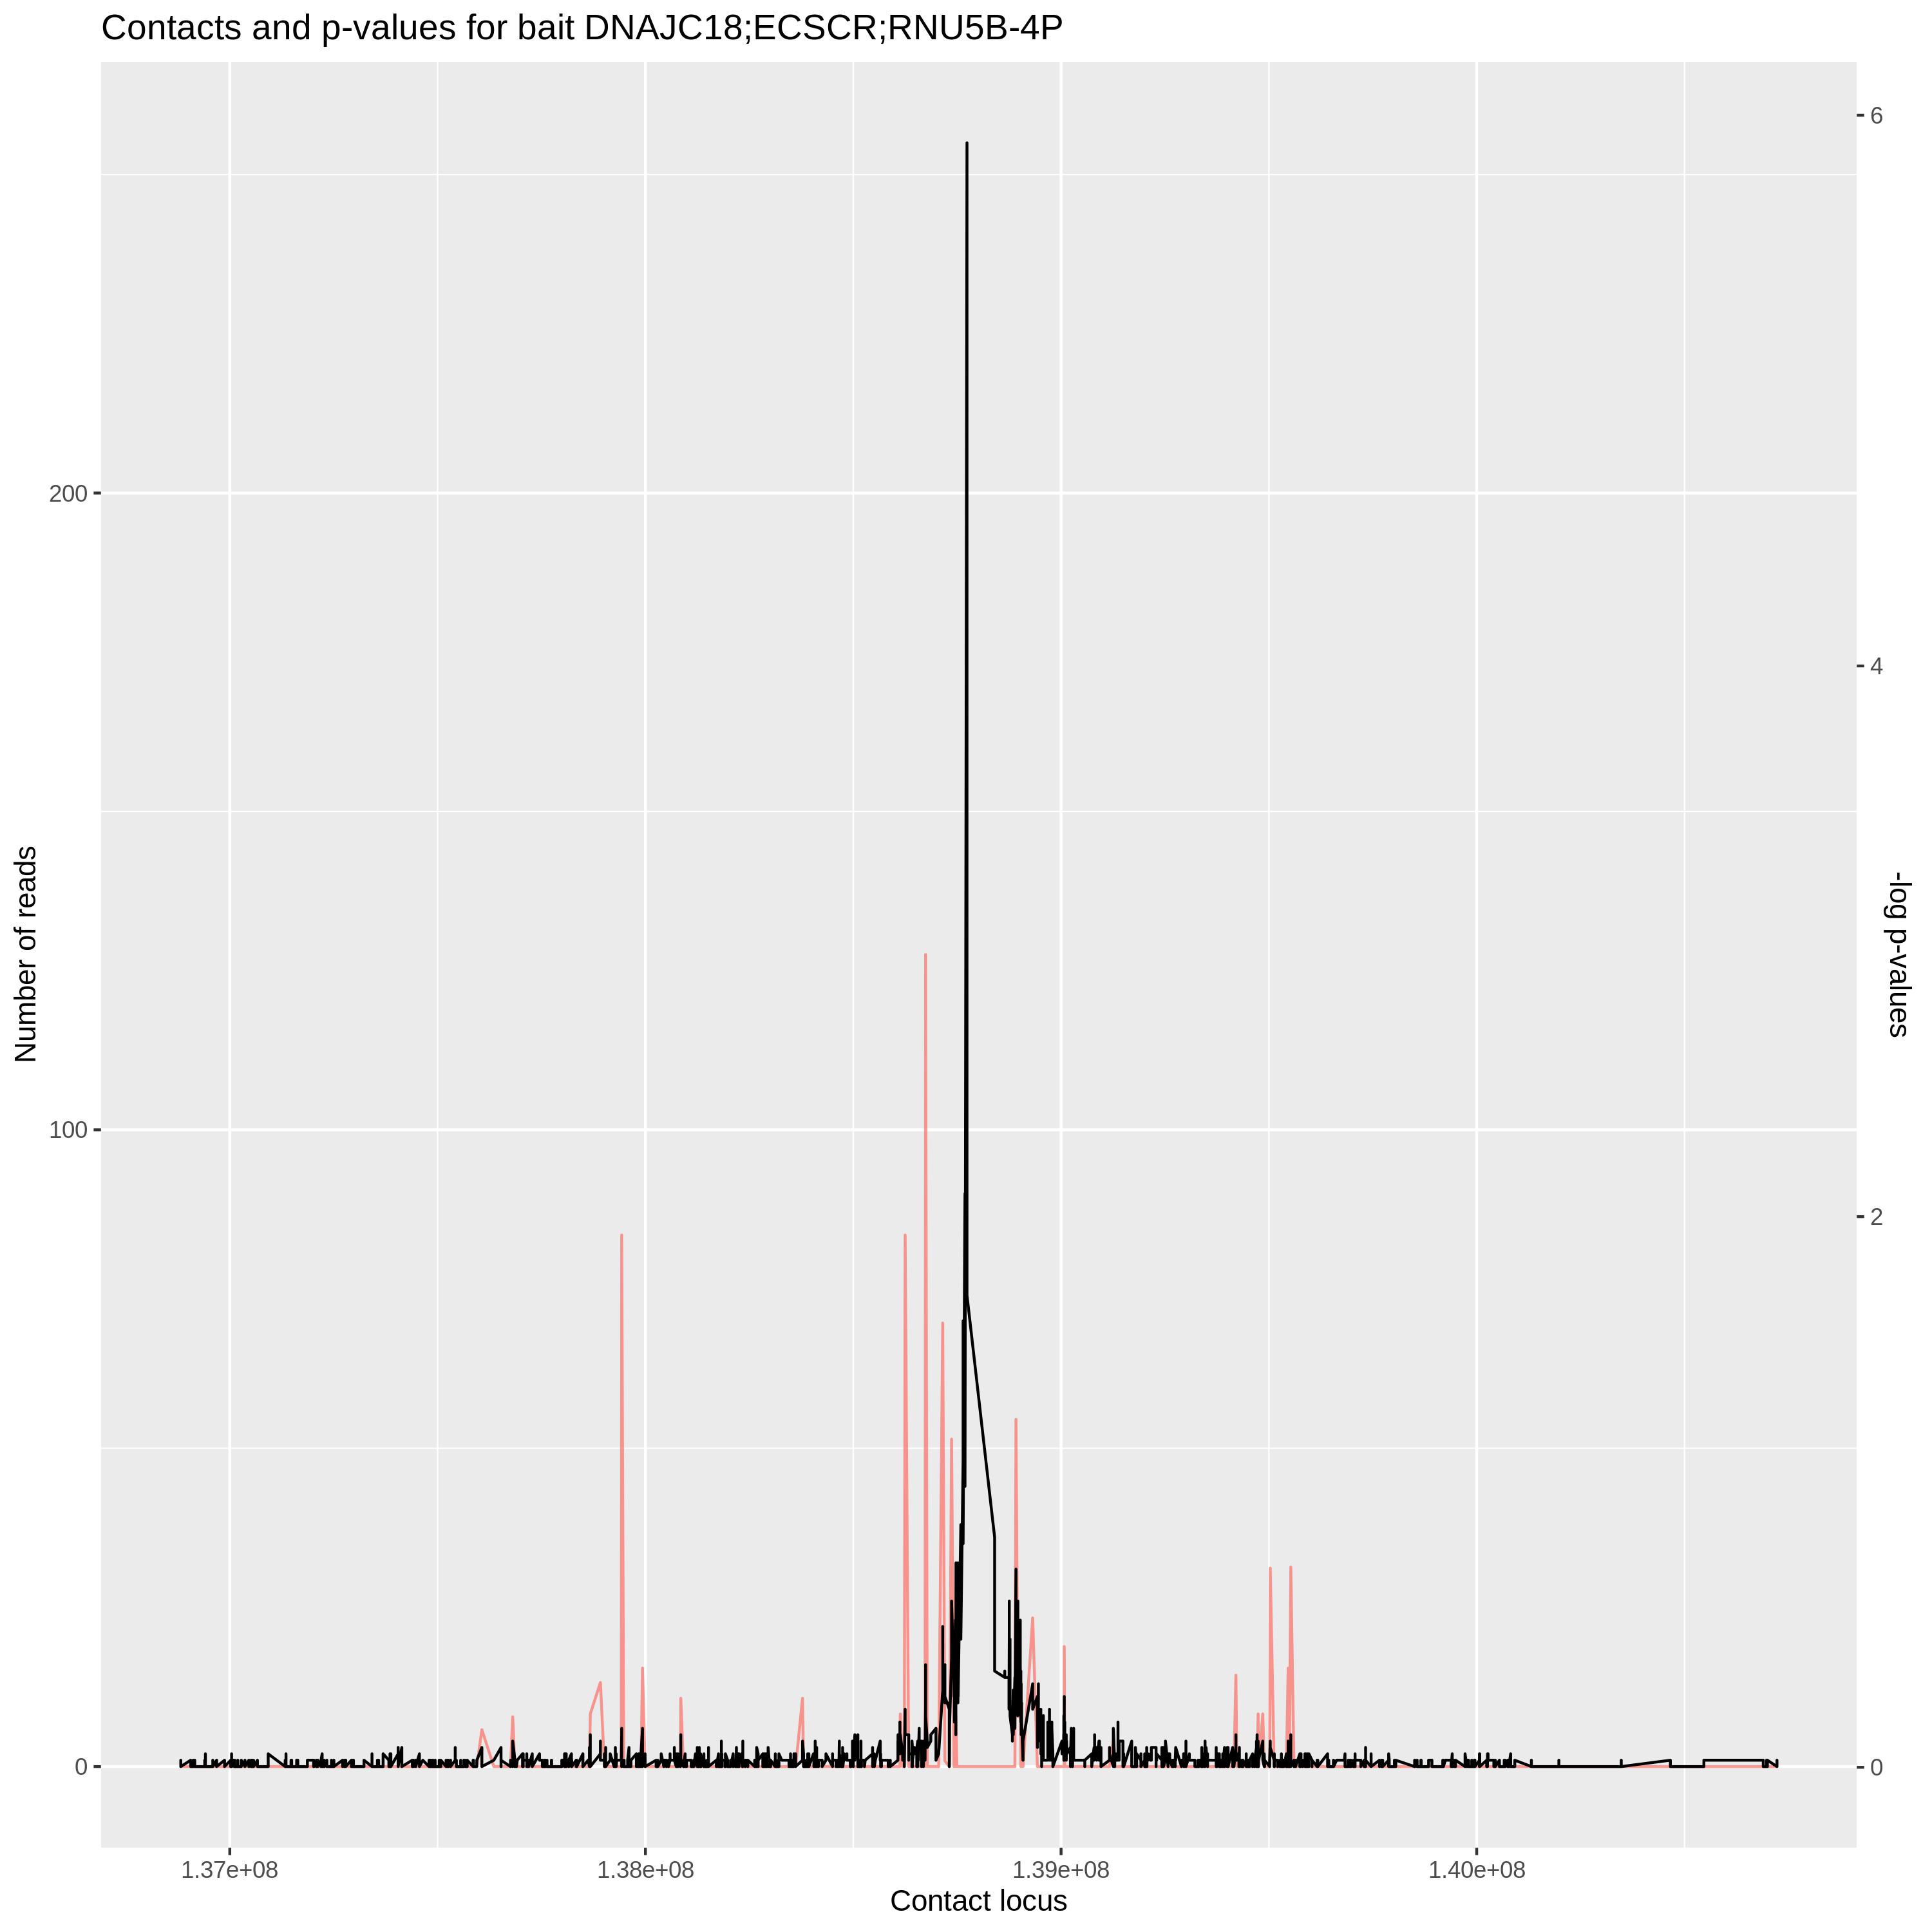 Contacts and p-values for bait DNAJC18;ECSCR;RNU5B-4P
Number of reads
200
100
0
6
4
2
0
-log p-values
1.37e+08
1.38e+08
1.39e+08
1.40e+08
Contact locus